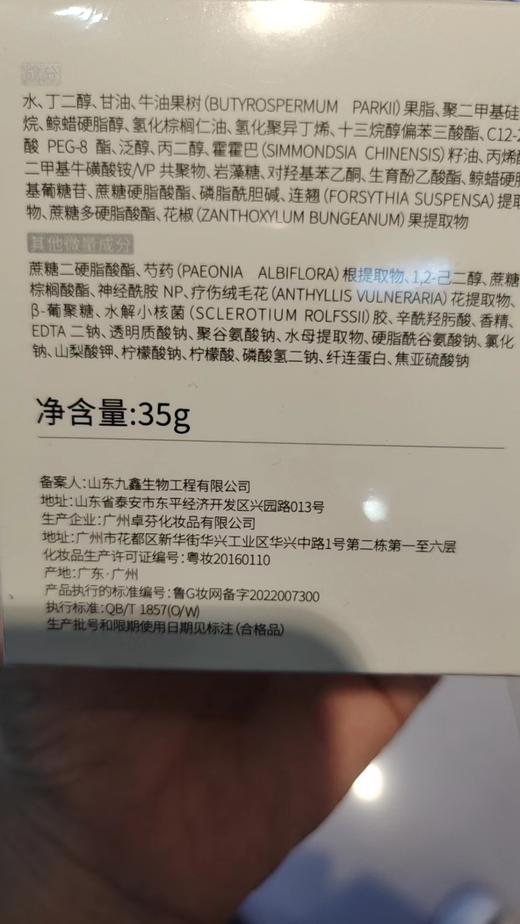 成分
水、丁二醇、甘油、牛油果树(BUTYROSPERMUM PARKII)果脂、聚二甲基硅
烷、鲸蜡硬脂醇、氢化棕榈仁油、氢化聚异丁烯、十三烷醇偏苯三酸酯、C12-
酸 PEG-8 酯、泛醇、丙二醇、霍霍巴(SIMMONDSIA CHINENSIS)籽油、丙烯酰
二甲基牛磺酸铵/VP 共聚物、岩藻糖、对羟基苯乙酮、生育酚乙酸酯、鲸蜡硬脂
基葡糖苷、蔗糖硬脂酸酯、磷脂酰胆碱、连翘(FORSYTHIA SUSPENSA)提取
物、蔗糖多硬脂酸酯、花椒(ZANTHOXYLUM BUNGEANUM)果提取物
其他微量成分
蔗糖二硬脂酸酯、芍药(PAEONIA ALBIFLORA)根提取物、1,2-己二醇、蔗糖
棕榈酸酯、神经酰胺 NP、疗伤绒毛花(ANTHYLLIS VULNERARIA)花提取物、
β-葡聚糖、水解小核菌(SCLEROTIUM ROLFSSII)胶、辛酰羟肟酸、香精、
EDTA 二钠、透明质酸钠、聚谷氨酸钠、水母提取物、硬脂酰谷氨酸钠、氯化
钠、山梨酸钾、柠檬酸钠、柠檬酸、磷酸氢二钠、纤连蛋白、焦亚硫酸钠
净含量:35g
备案人:山东九鑫生物工程有限公司
地址:山东省泰安市东平经济开发区兴园路013号
生产企业:广州卓芬化妆品有限公司
地址:广州市花都区新华街华兴工业区华兴中路1号第二栋第一至六层
化妆品生产许可证编号:粤妆20160110
产地:广东·广州
产品执行的标准编号:鲁G妆网备字2022007300
执行标准:QB/T 1857(O/W)
生产批号和限期使用日期见标注(合格品)